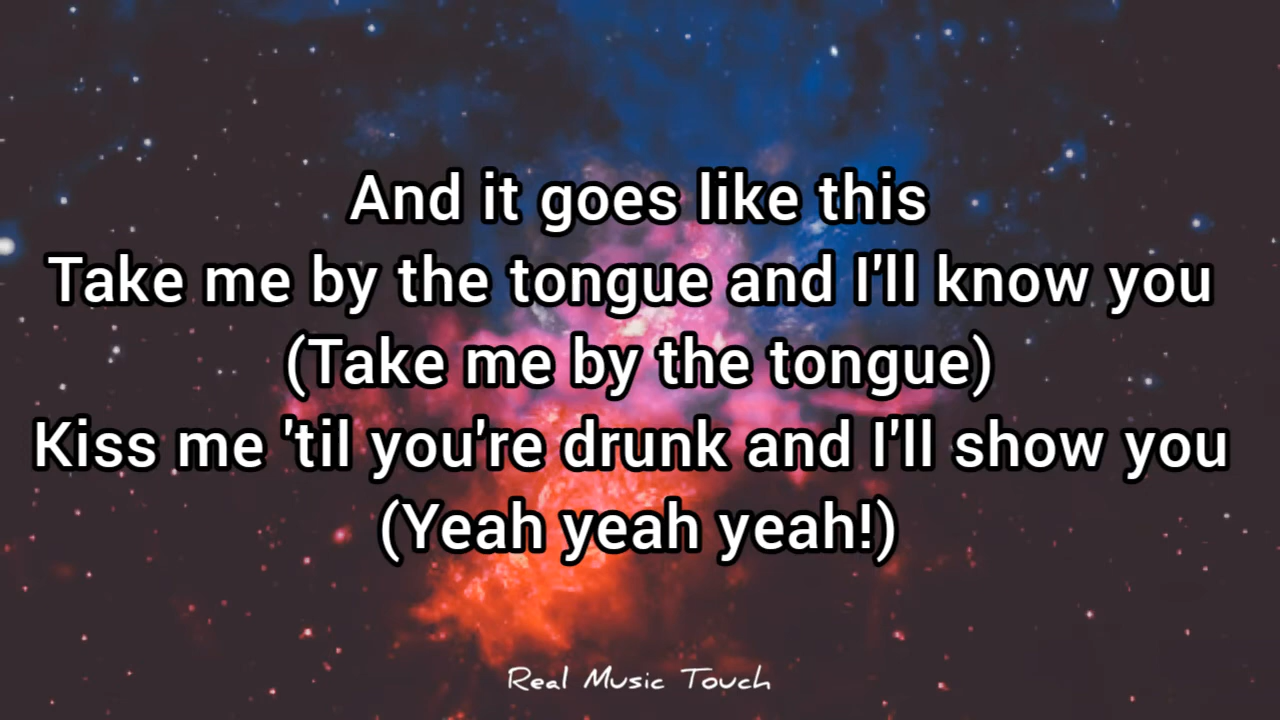 And it goes like this
Take me by the tongue and I'll know you
(Take me by the tongue)
Kiss me 'til you're drunk and I'll show you
(Yeah yeah yeah!)
Real Music Touch